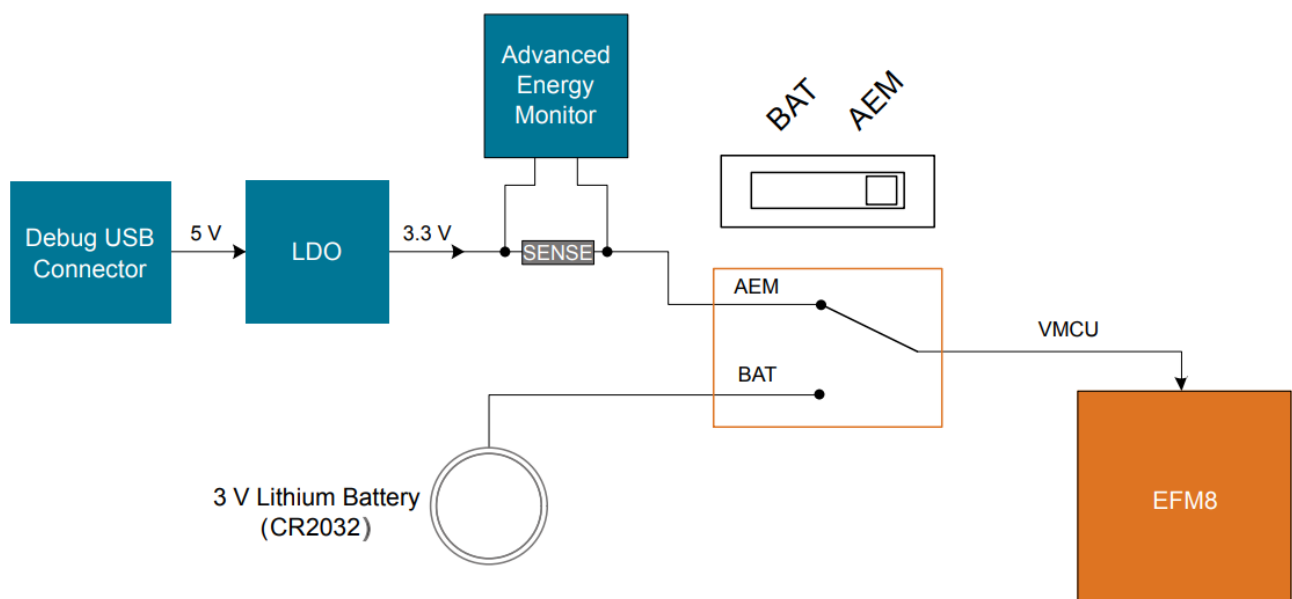 Advanced
Energy
Monitor
BAT
AEM
Debug USB
Connector
5 V
LDO
3.3 V
SENSE
AEM
VMCU
BAT
3 V Lithium Battery
(CR2032)
EFM8